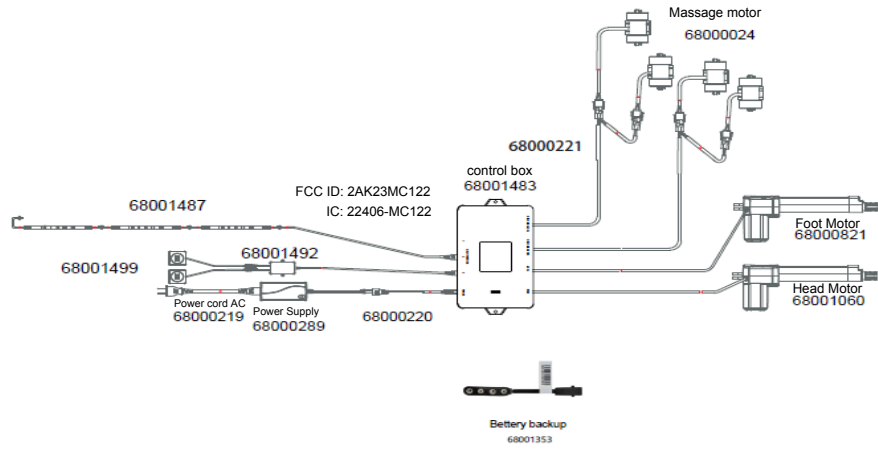 Massage motor
68000024
68000221
control box
68001483
FCC ID: 2AK23MC122
IC: 22406-MC122
68001487
68001492
68001499
Power cord AC
68000219
Power Supply
68000289
68000220
Foot Motor
68000821
Head Motor
68001060
Bettery backup
68001353